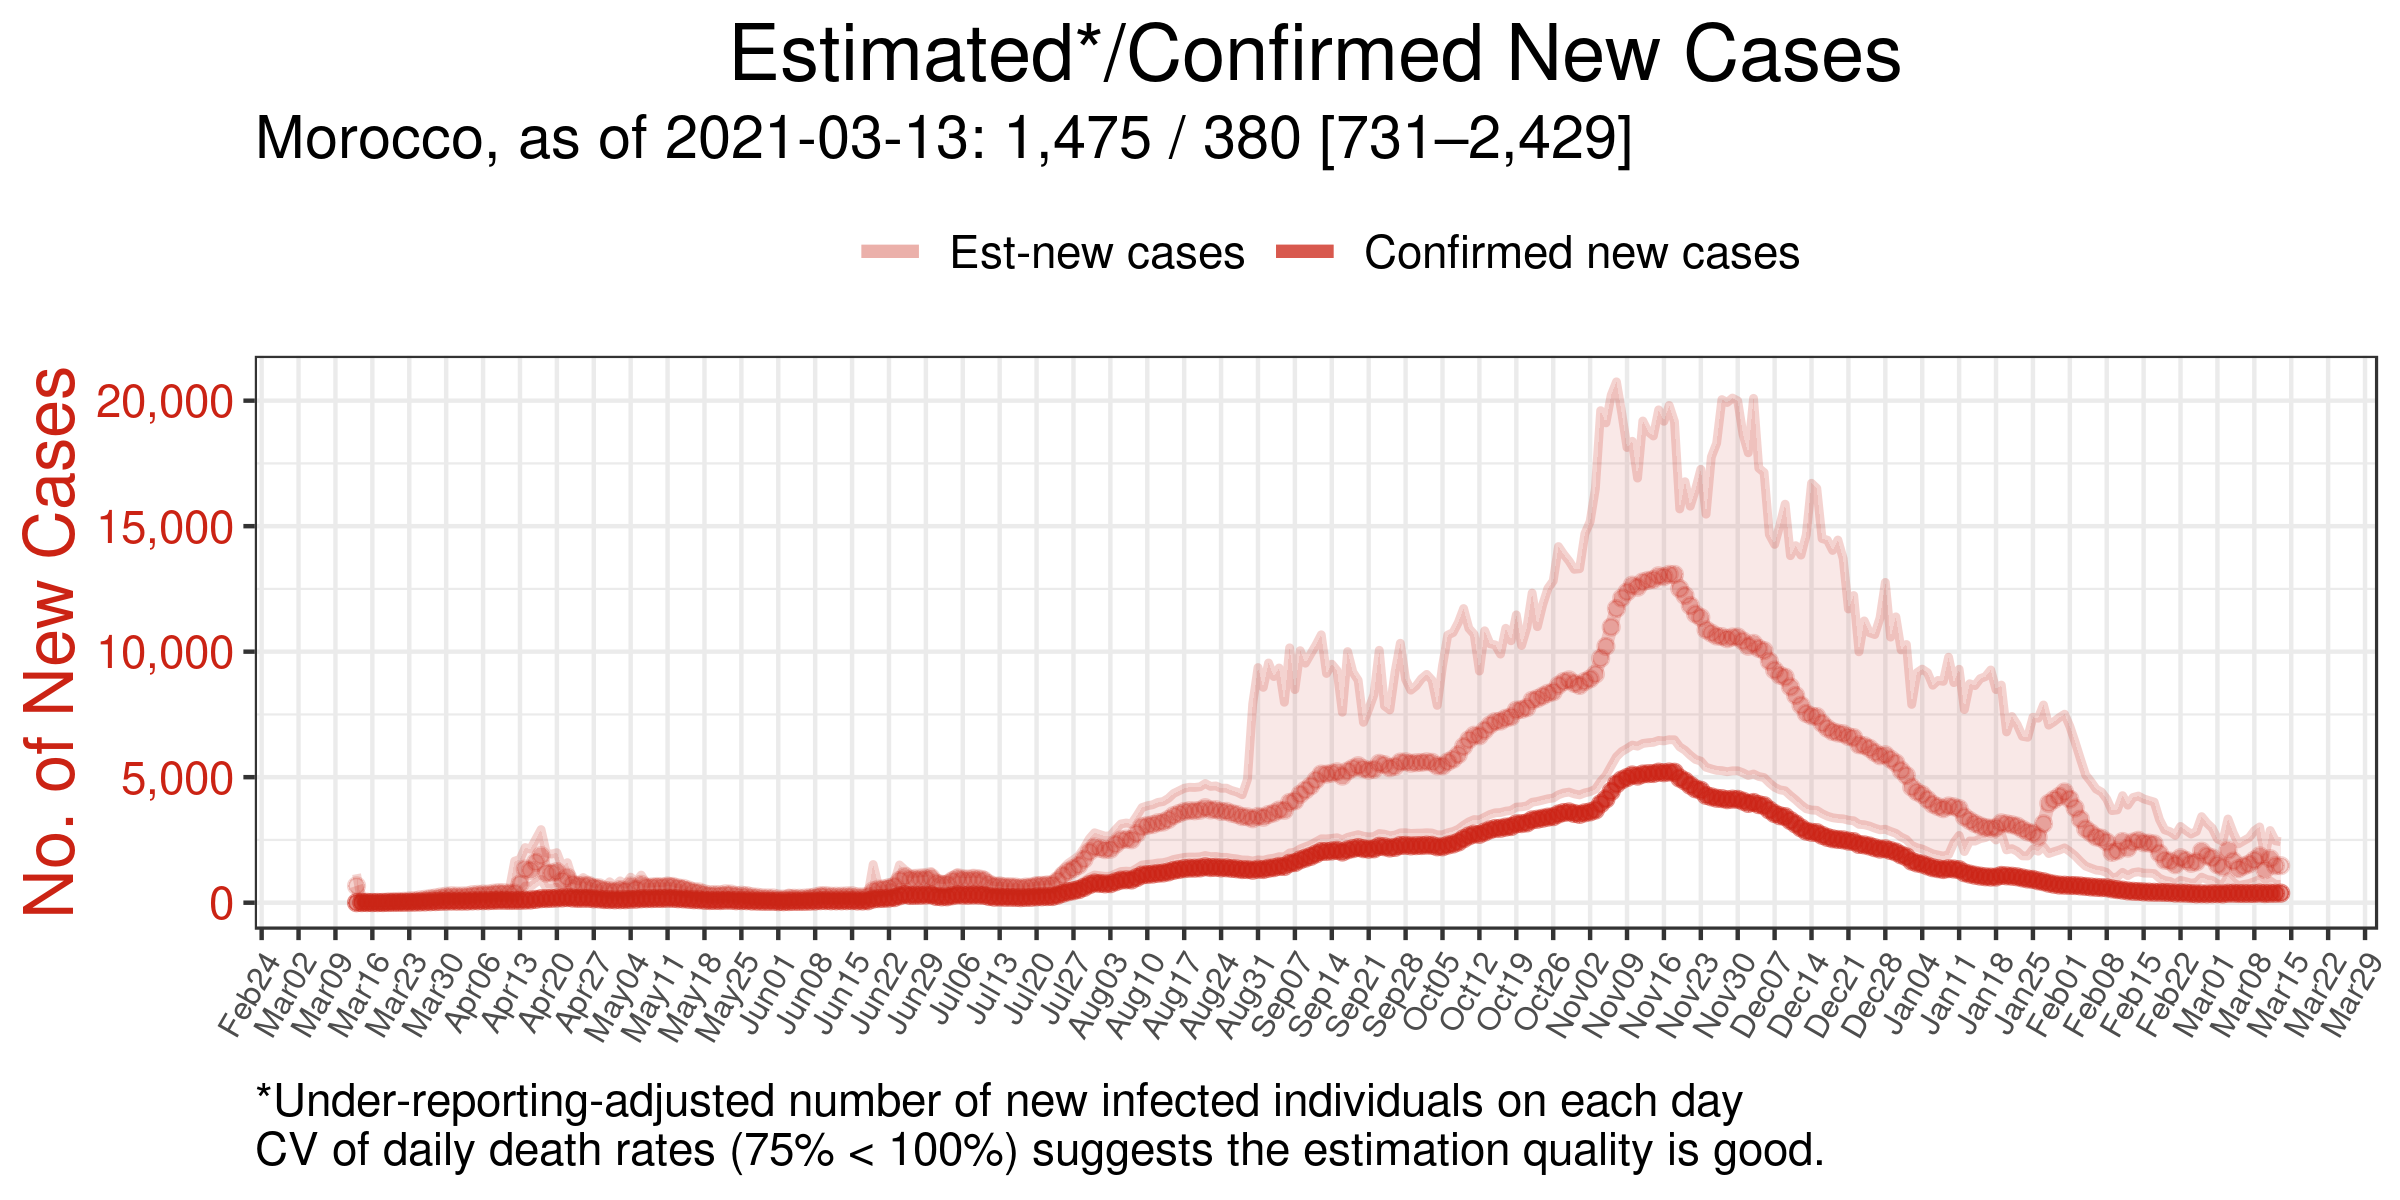 Estimated*/Confirmed New Cases
Morocco, as of 2021-03-13: 1,475 / 380 [731–2,429]
Est-new cases
Confirmed new cases
No. of New Cases
20,000
15,000
10,000
5,000
0
Feb24
Mar02
Mar09
Mar16
Mar23
Mar30
Apr06
Apr13
Apr20
Apr27
May04
May11
May18
May25
Jun01
Jun08
Jun15
Jun22
Jun29
Jul06
Jul13
Jul20
Jul27
Aug03
Aug10
Aug17
Aug24
Aug31
Sep07
Sep14
Sep21
Sep28
Oct05
Oct12
Oct19
Oct26
Nov02
Nov09
Nov16
Nov23
Nov30
Dec07
Dec14
Dec21
Dec28
Jan04
Jan11
Jan18
Jan25
Feb01
Feb08
Feb15
Feb22
Mar01
Mar08
Mar15
Mar22
Mar29
*Under-reporting-adjusted number of new infected individuals on each day
CV of daily death rates (75% < 100%) suggests the estimation quality is good.